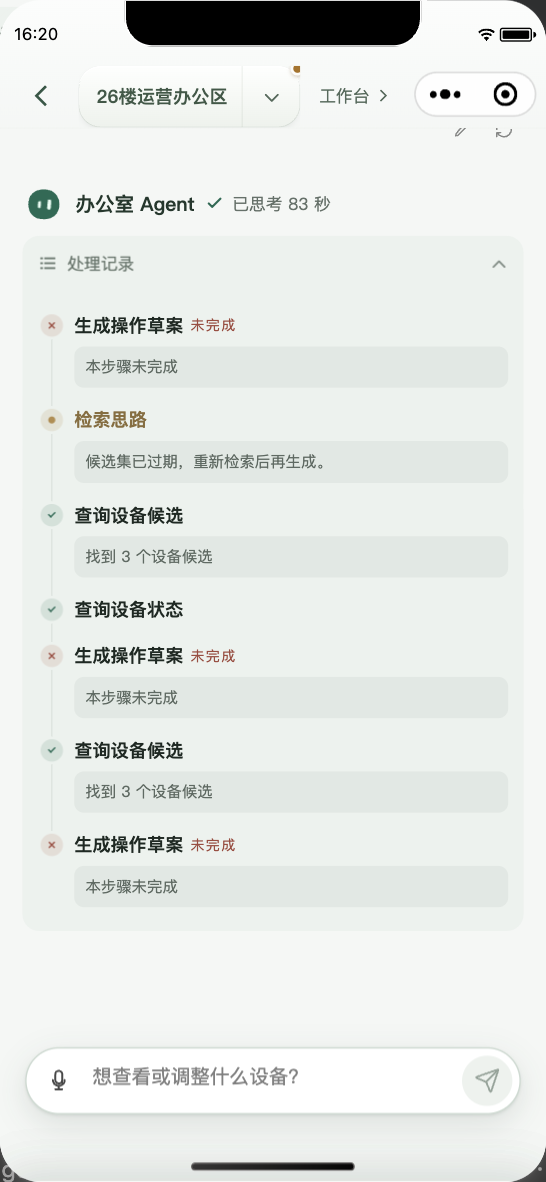 16:20
26楼运营办公区
工作台
办公室 Agent 已思考 83 秒
处理记录
生成操作草案 未完成
本步骤未完成
检索思路
候选集已过期，重新检索后再生成。
查询设备候选
找到 3 个设备候选
查询设备状态
生成操作草案 未完成
本步骤未完成
查询设备候选
找到 3 个设备候选
生成操作草案 未完成
本步骤未完成
想查看或调整什么设备?